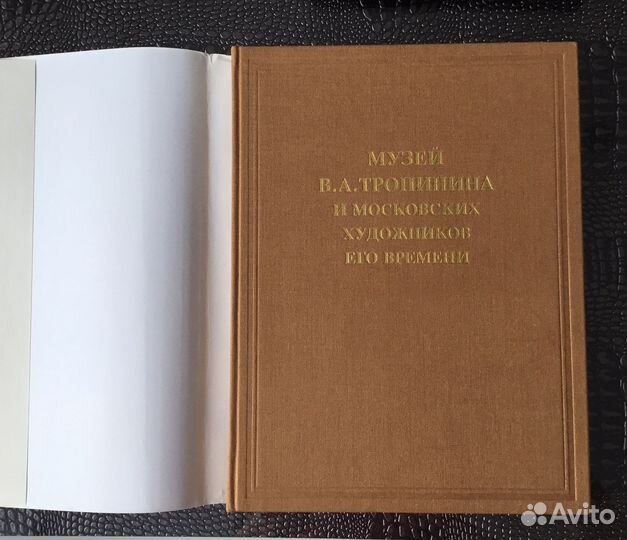 МУЗЕЙ
В.А.ТРОПИНИНА
И МОСКОВСКИХ
ХУДОЖНИКОВ
ЕГО ВРЕМЕНИ
Avito